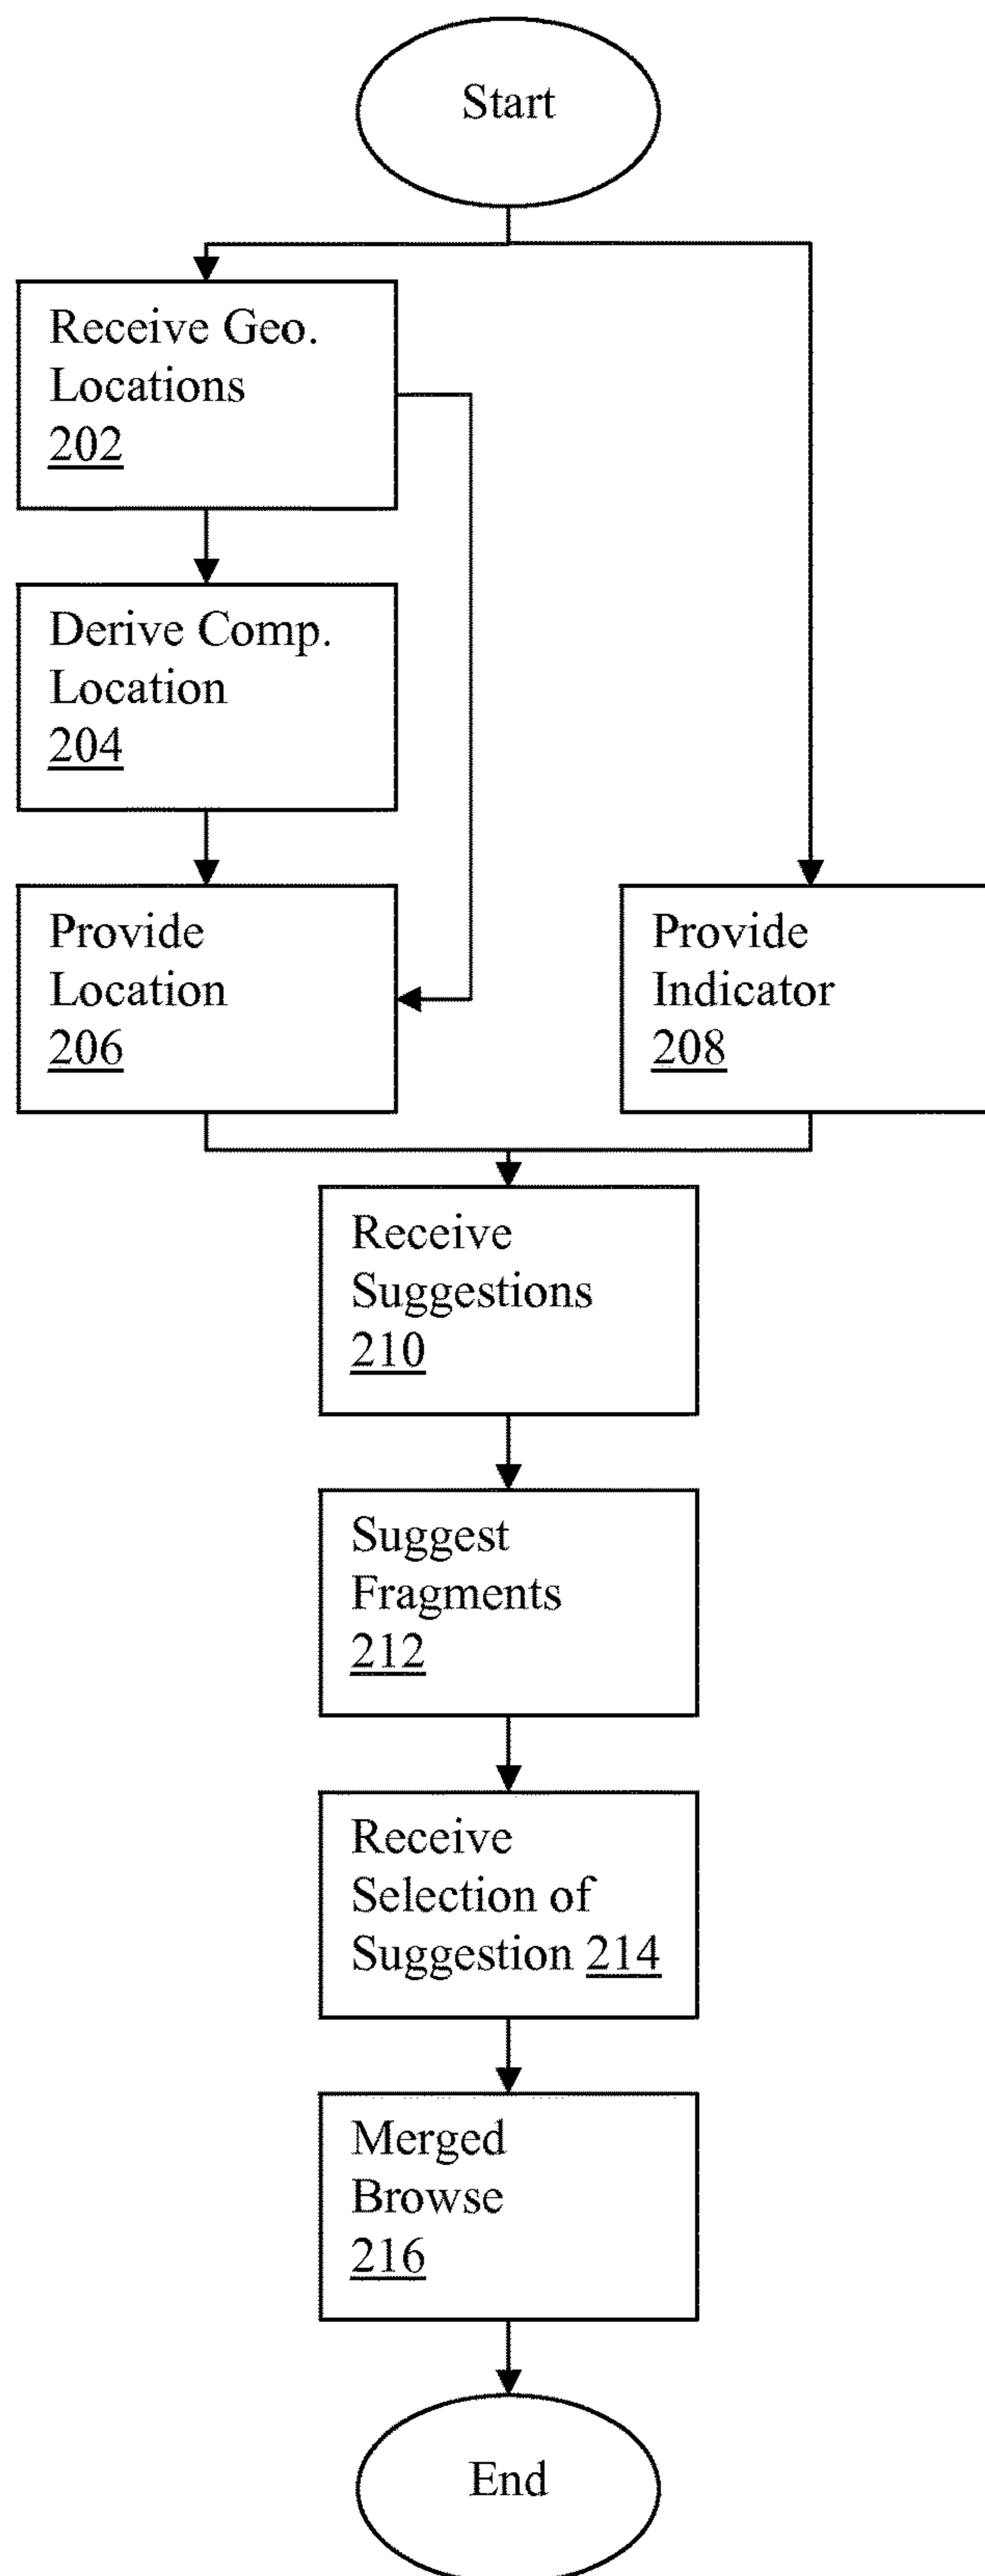 Start
Receive Geo.
Locations
202
Derive Comp.
Location
204
Provide
Location
206
Provide
Indicator
208
Receive
Suggestions
210
Suggest
Fragments
212
Receive
Selection of
Suggestion 214
Merged
Browse
216
End